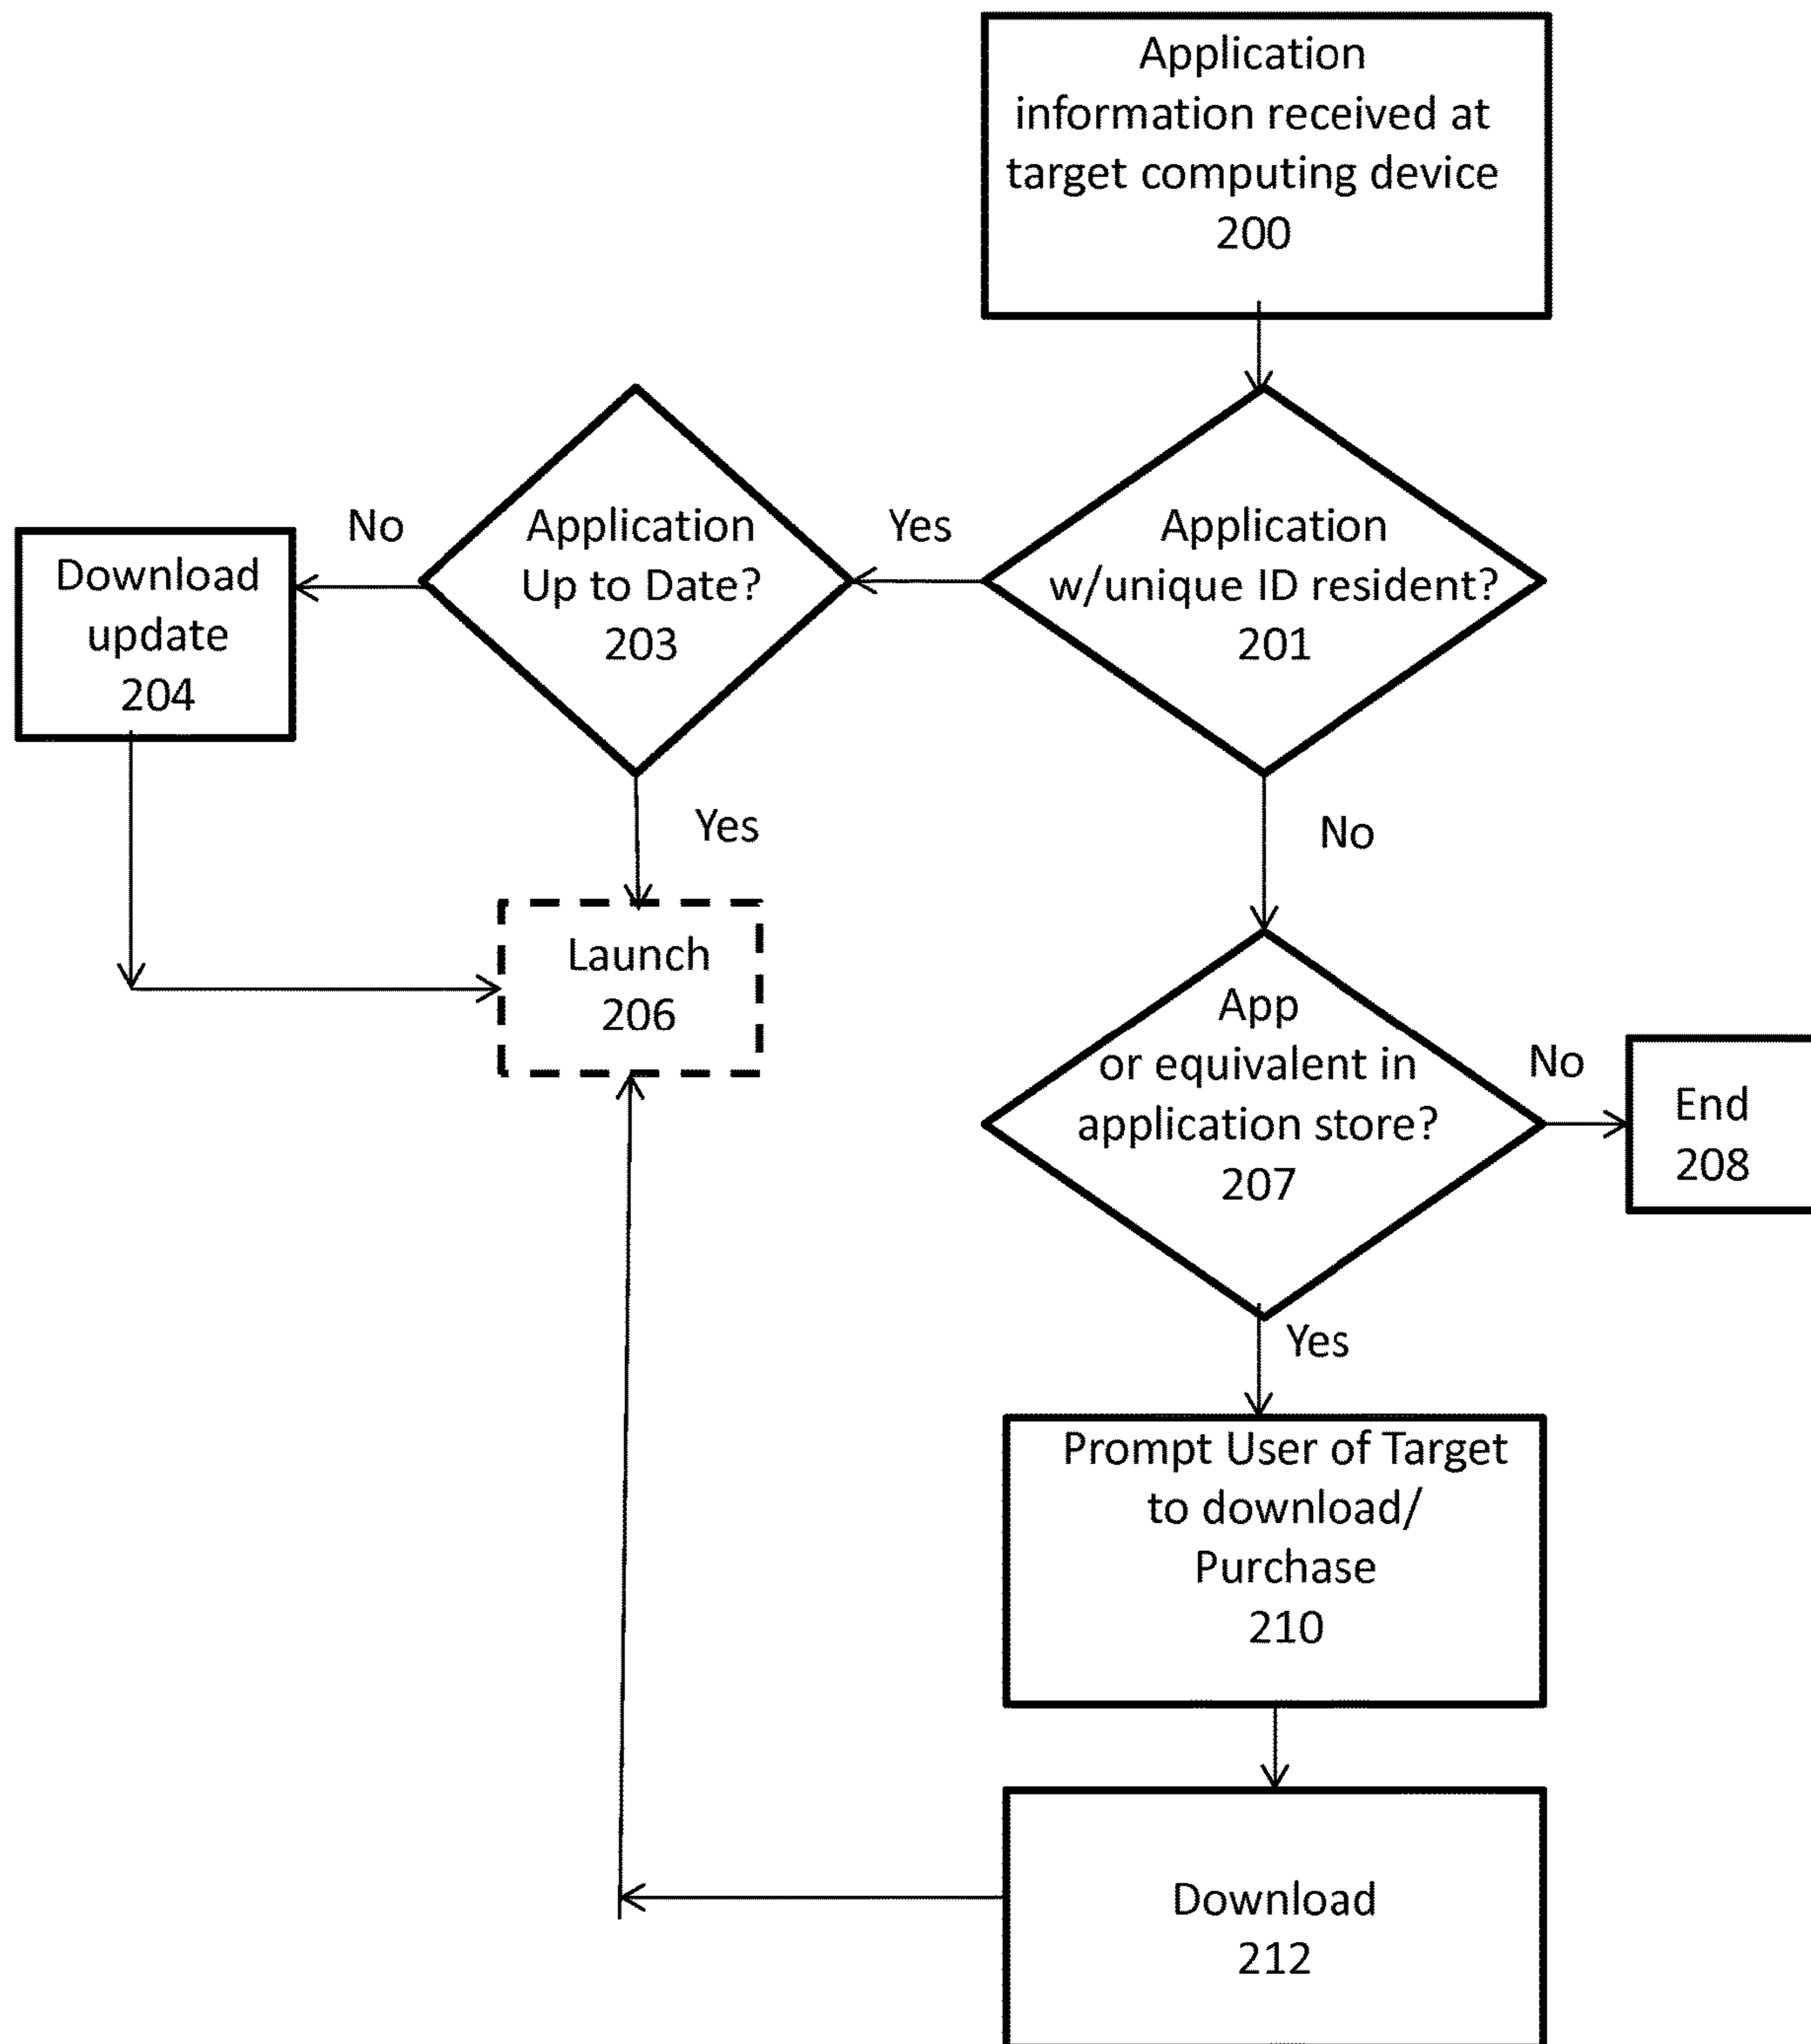 Application
information received at
target computing device
200
No
Application
Up to Date?
203
Yes
Application
w/unique ID resident?
201
Download
update
204
Yes
No
Launch
206
App
or equivalent in
application store?
207
No
End
208
Yes
Prompt User of Target
to download/
Purchase
210
Download
212